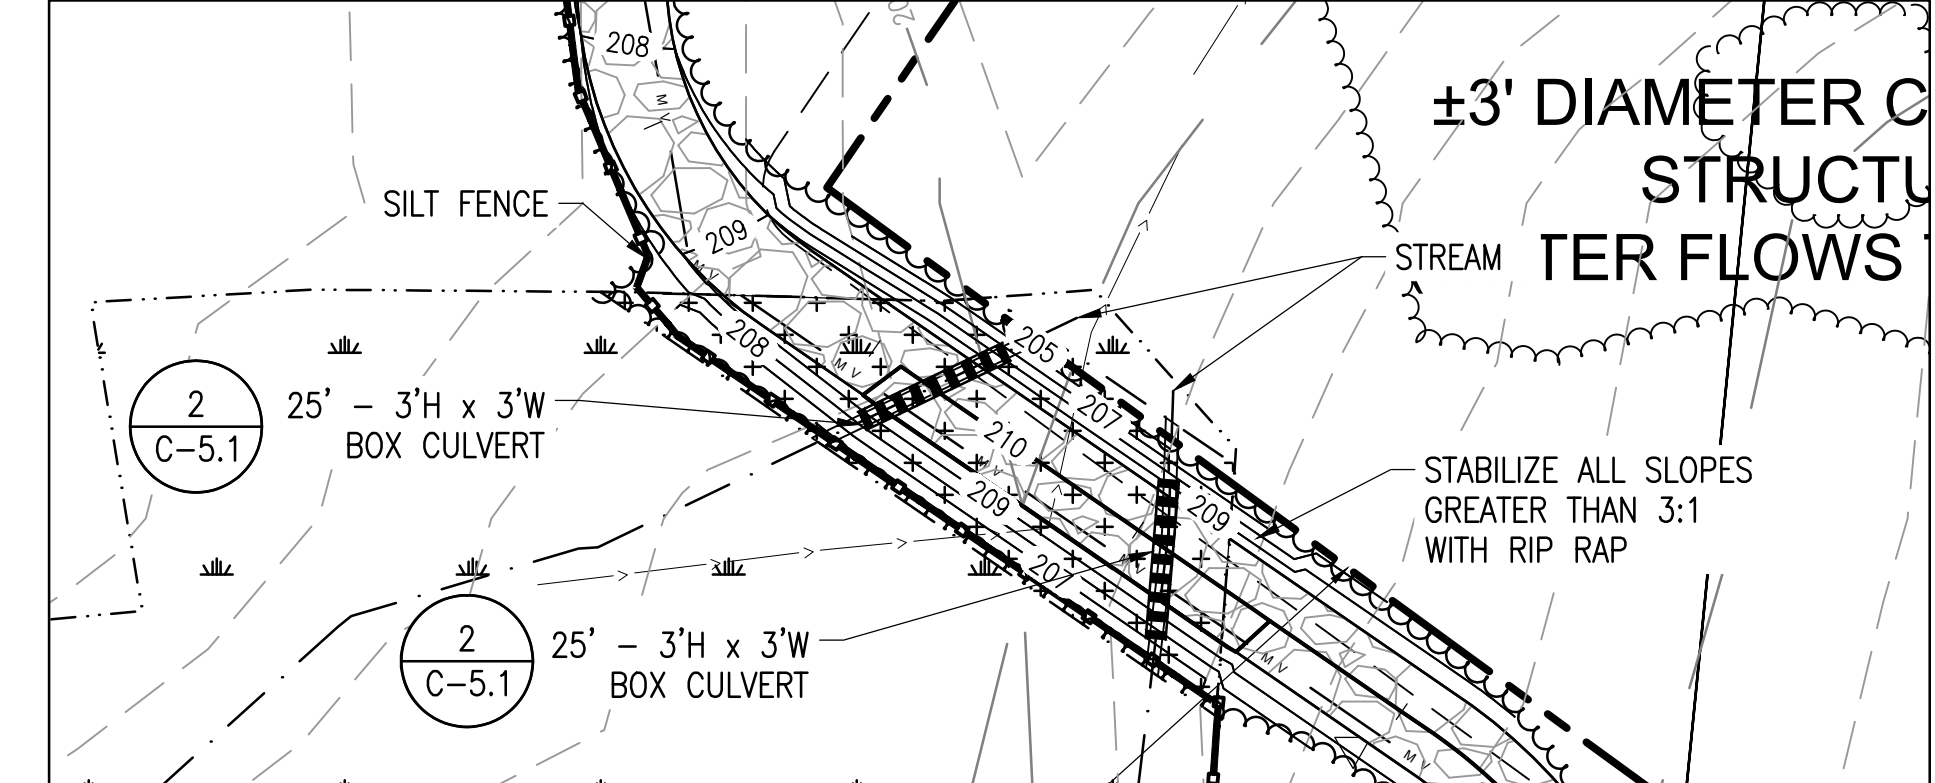 208
±3' DIAMETER C
STRUCTU
TER FLOWS
SILT FENCE
209
STREAM
208
205
2
C-5.1
25' - 3'H x 3'W
BOX CULVERT
207
210
209
209
STABILIZE ALL SLOPES
GREATER THAN 3:1
WITH RIP RAP
207
2
C-5.1
25' - 3'H x 3'W
BOX CULVERT